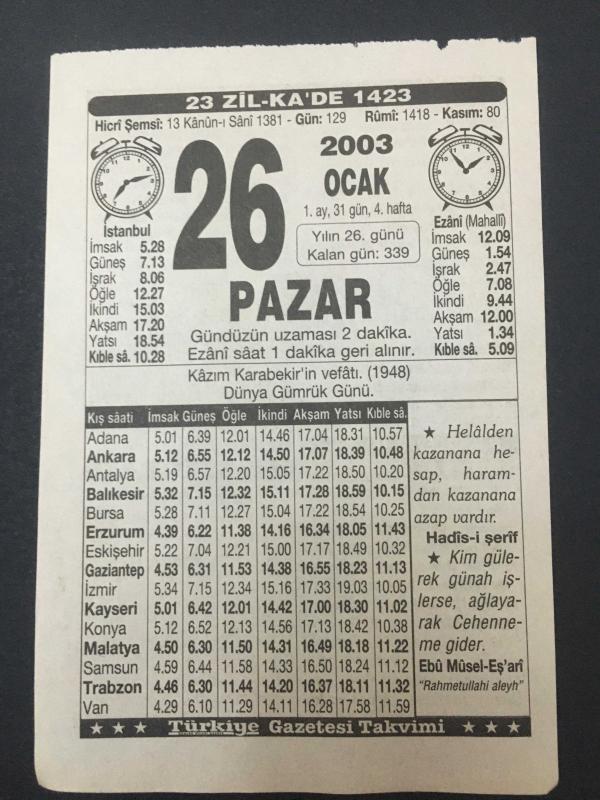 23 ZİL-KA'DE 1423
Hicrî Şemsî: 13 Kânûn-ı Sânî 1381 - Gün: 129 Rûmî: 1418 - Kasım: 80
26
2003
OCAK
1. ay, 31 gün, 4. hafta
Yılın 26. günü
Kalan gün: 339
PAZAR
Gündüzün uzaması 2 dakîka.
Ezânî sâat 1 dakîka geri alınır.
İstanbul
İmsak 5.28
Güneş 7.13
İşrak 8.06
Öğle 12.27
İkindi 15.03
Akşam 17.20
Yatsı 18.54
Kıble sâ. 10.28
Ezânî (Mahallî)
İmsak 12.09
Güneş 1.54
İşrak 2.47
Öğle 7.08
İkindi 9.44
Akşam 12.00
Yatsı 1.34
Kıble sâ. 5.09
Kâzım Karabekir'in vefâtı. (1948)
Dünya Gümrük Günü.
Kış sâati İmsak Güneş Öğle İkindi Akşam Yatsı Kıble sâ.
Adana 5.01 6.39 12.01 14.46 17.04 18.31 10.57
Ankara 5.12 6.55 12.12 14.50 17.07 18.39 10.48
Antalya 5.19 6.57 12.20 15.05 17.22 18.50 10.20
Balıkesir 5.32 7.15 12.32 15.11 17.28 18.59 10.15
Bursa 5.28 7.11 12.27 15.04 17.22 18.54 10.25
Erzurum 4.39 6.22 11.38 14.16 16.34 18.05 11.43
Eskişehir 5.22 7.04 12.21 15.00 17.17 18.49 10.32
Gaziantep 4.53 6.31 11.53 14.38 16.55 18.23 11.13
İzmir 5.34 7.15 12.34 15.16 17.33 19.03 10.05
Kayseri 5.01 6.42 12.01 14.42 17.00 18.30 11.02
Konya 5.12 6.52 12.13 14.56 17.13 18.42 10.38
Malatya 4.50 6.30 11.50 14.31 16.49 18.18 11.22
Samsun 4.59 6.44 11.58 14.33 16.50 18.24 11.12
Trabzon 4.46 6.30 11.44 14.20 16.37 18.11 11.32
Van 4.29 6.10 11.29 14.11 16.28 17.58 11.59
★ Helâlden
kazanana he-
sap, haram-
dan kazanana
azap vardır.
Hadîs-i şerîf
★ Kim güle-
rek günah iş-
lerse, ağlaya-
rak Cehenne-
me gider.
Ebû Mûsel-Eş'arî
"Rahmetullahi aleyh"
★ ★ ★ Türkiye Gazetesi Takvimi ★ ★ ★